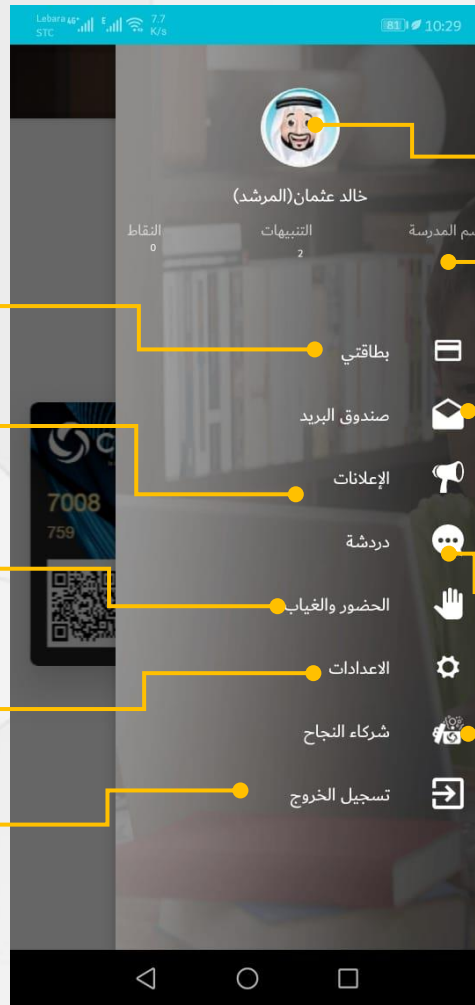 Lebara 4G+ E 7.7 81 10:29
STC K/s
خالد عثمان(المرشد)
سم المدرسة التنبيهات النقاط
2 0
بطاقتي
صندوق البريد
الإعلانات
دردشة
الحضور والغياب
الاعدادات
شركاء النجاح
تسجيل الخروج
C
7008
759